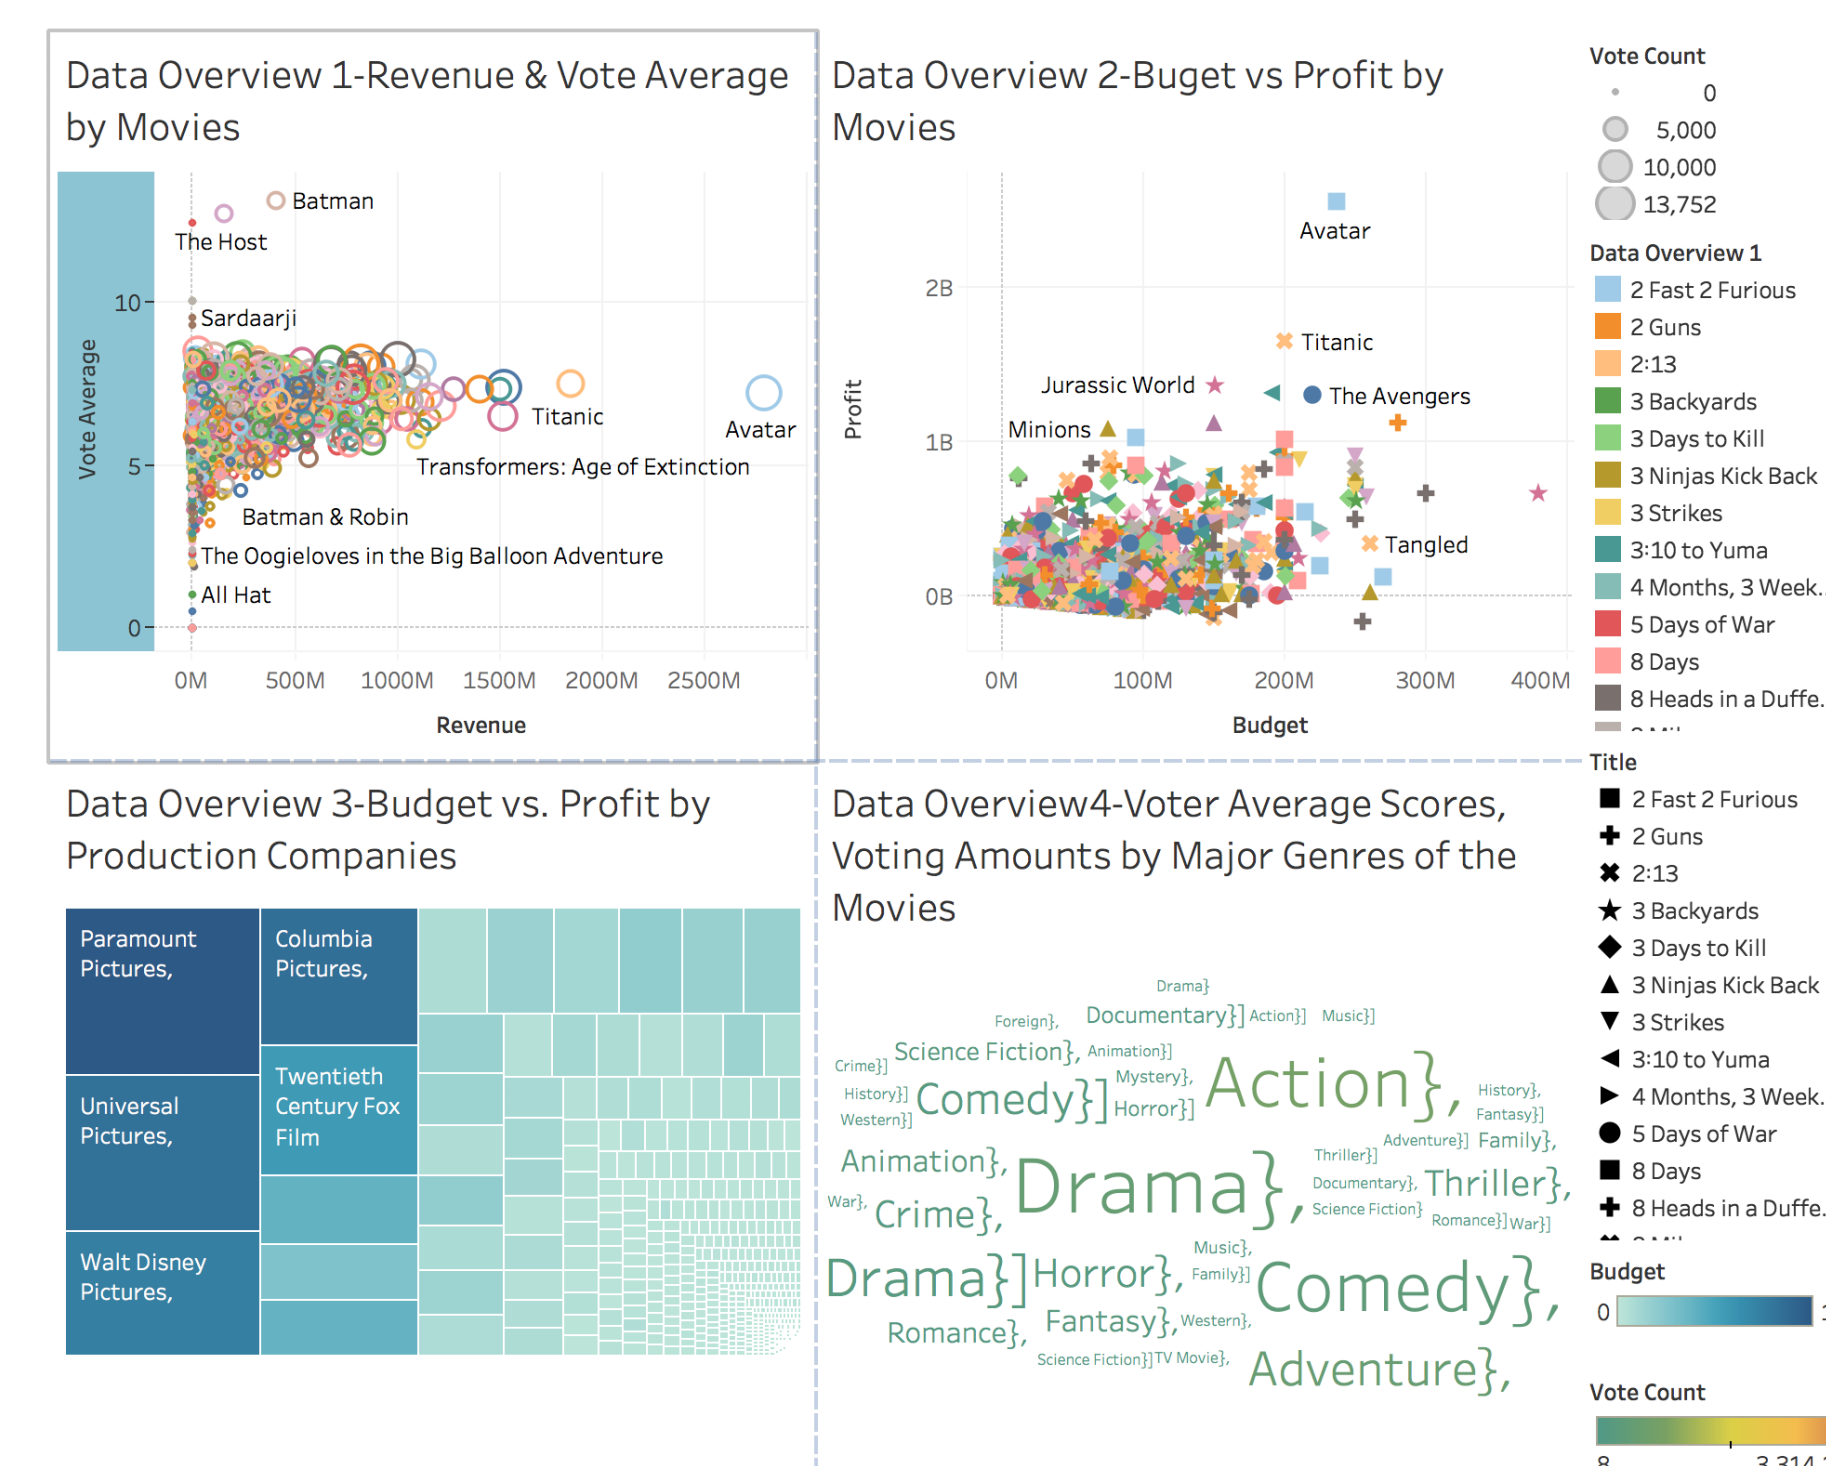 Data Overview 1-Revenue & Vote Average
by Movies
Batman
The Host
10
Sardaarji
Vote Average
Titanic
Avatar
5
Transformers: Age of Extinction
Batman & Robin
The Oogieloves in the Big Balloon Adventure
All Hat
0
0M 500M 1000M 1500M 2000M 2500M
Revenue
Data Overview 2-Buget vs Profit by
Movies
Avatar
2B
Titanic
Jurassic World
The Avengers
Profit
Minions
1B
Tangled
0B
0M 100M 200M 300M 400M
Budget
Vote Count
0
5,000
10,000
13,752
Data Overview 1
2 Fast 2 Furious
2 Guns
2:13
3 Backyards
3 Days to Kill
3 Ninjas Kick Back
3 Strikes
3:10 to Yuma
4 Months, 3 Week..
5 Days of War
8 Days
8 Heads in a Duffe.
Title
2 Fast 2 Furious
2 Guns
2:13
3 Backyards
3 Days to Kill
3 Ninjas Kick Back
3 Strikes
3:10 to Yuma
4 Months, 3 Week.
5 Days of War
8 Days
8 Heads in a Duffe.
Budget
0
Vote Count
8
Data Overview 3-Budget vs. Profit by
Production Companies
Paramount
Pictures,
Columbia
Pictures,
Twentieth
Century Fox
Film
Universal
Pictures,
Walt Disney
Pictures,
Data Overview4-Voter Average Scores,
Voting Amounts by Major Genres of the
Movies
Drama}
Foreign}, Documentary}] Action}] Music}]
Science Fiction}, Animation}]
Crime}]
Mystery},
Action},
History}]
Comedy}]
Horror}]
History},
Western}]
Fantasy}]
Adventure}] Family},
Animation},
Drama},
Thriller}]
Documentary}, Thriller},
War},
Crime},
Science Fiction}
Romance}] War}]
Music},
Drama}] Horror},
Family}]
Comedy},
Fantasy}, Western},
Romance},
Science Fiction}] TV Movie},
Adventure},